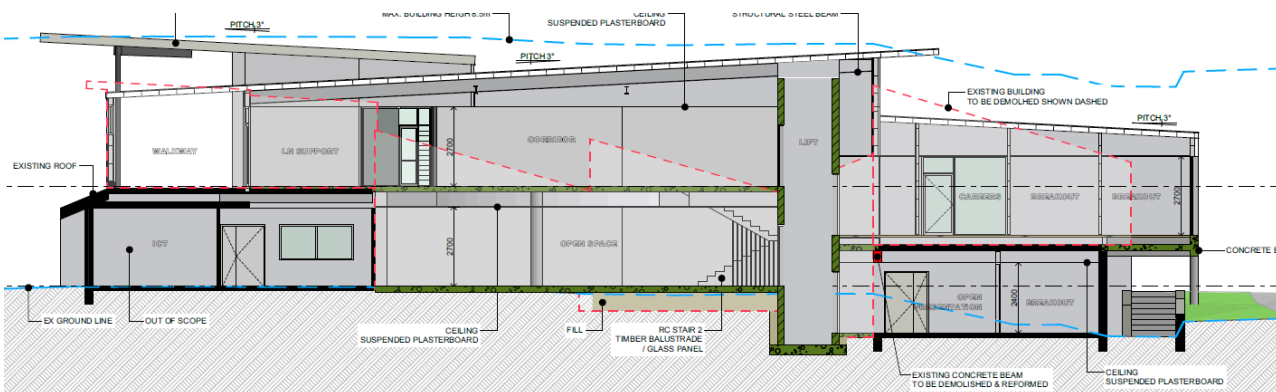 MAX. BUILDING HEIGH 8.5m
CEILING
SUSPENDED PLASTERBOARD
STRUCTURAL STEEL BEAM
PITCH 3°
PITCH 3°
EXISTING BUILDING
TO BE DEMOLHED SHOWN DASHED
PITCH 3°
WALKWAY
LN SUPPORT
2700
CORRIDOR
LIFT
EXISTING ROOF
CAREERS
BREAKOUT
BREAKOUT
2700
ICT
2700
OPEN SPACE
CONCRETE B
OPEN
PRESENTATION
2400
BREAKOUT
EX GROUND LINE
OUT OF SCOPE
CEILING
SUSPENDED PLASTERBOARD
FILL
RC STAIR 2
TIMBER BALUSTRADE
/ GLASS PANEL
EXISTING CONCRETE BEAM
TO BE DEMOLISHED & REFORMED
CEILING
SUSPENDED PLASTERBOARD